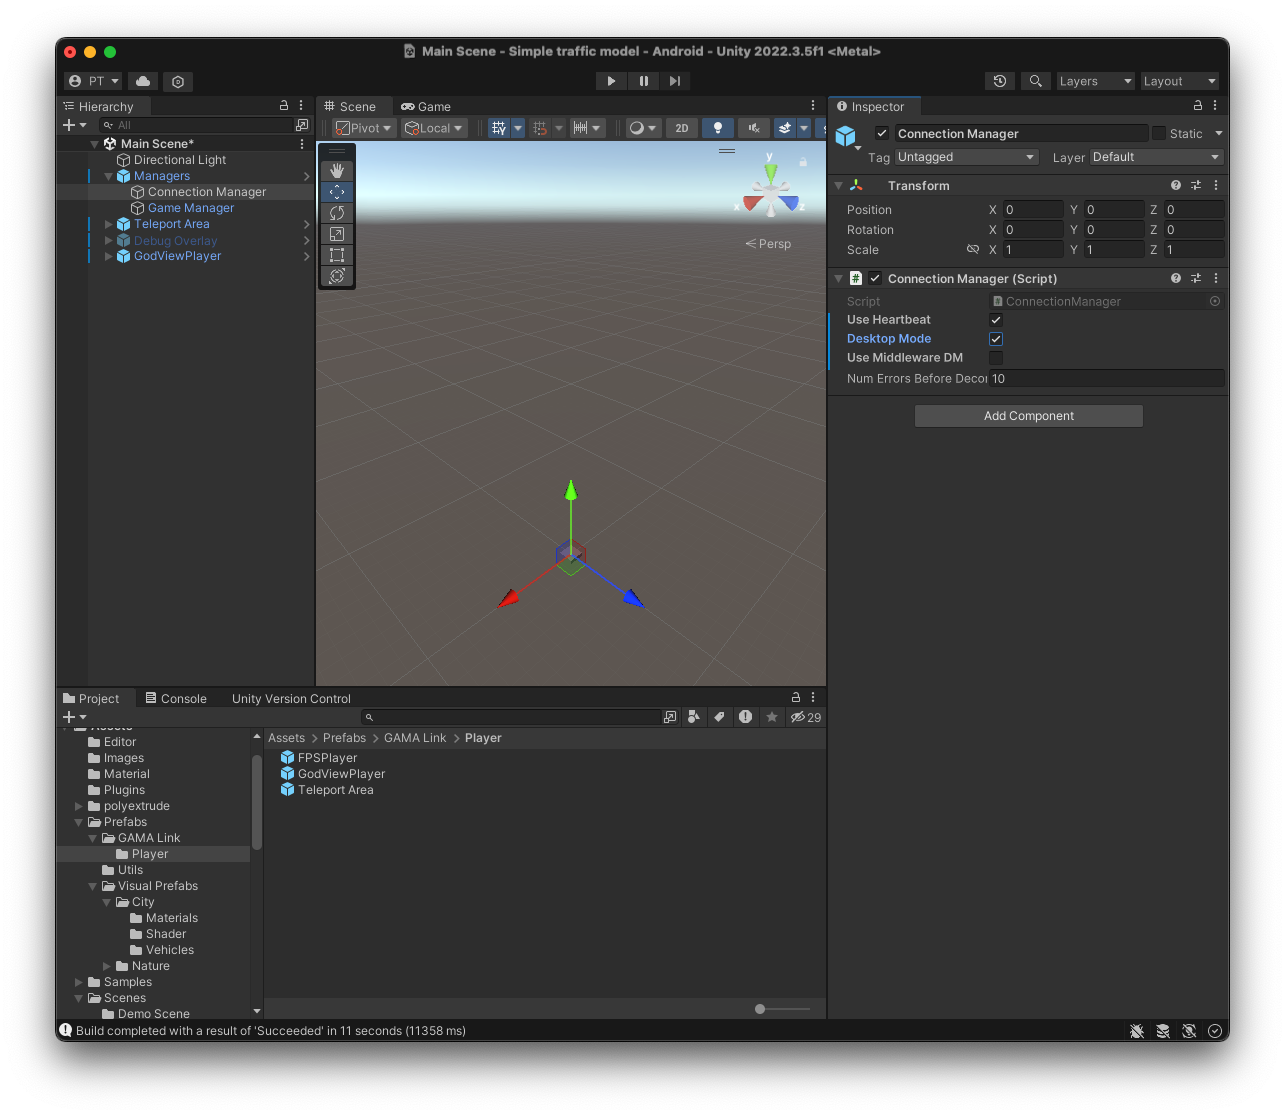 Main Scene - Simple traffic model - Android - Unity 2022.3.5f1 <Metal>
PT
Layers
Layout
Hierarchy
All
Main Scene*
Directional Light
Managers
Connection Manager
Game Manager
Teleport Area
Debug Overlay
GodViewPlayer
Scene
Game
Pivot
Local
2D
y
x
z
Persp
Inspector
Connection Manager
Static
Tag Untagged
Layer Default
Transform
Position X 0 Y 0 Z 0
Rotation X 0 Y 0 Z 0
Scale X 1 Y 1 Z 1
Connection Manager (Script)
Script ConnectionManager
Use Heartbeat
Desktop Mode
Use Middleware DM
Num Errors Before Decor 10
Add Component
Project
Console
Unity Version Control
29
Assets
Editor
Images
Material
Plugins
polyextrude
Prefabs
GAMA Link
Player
Utils
Visual Prefabs
City
Materials
Shader
Vehicles
Nature
Samples
Scenes
Demo Scene
Assets > Prefabs > GAMA Link > Player
FPSPlayer
GodViewPlayer
Teleport Area
Build completed with a result of 'Succeeded' in 11 seconds (11358 ms)